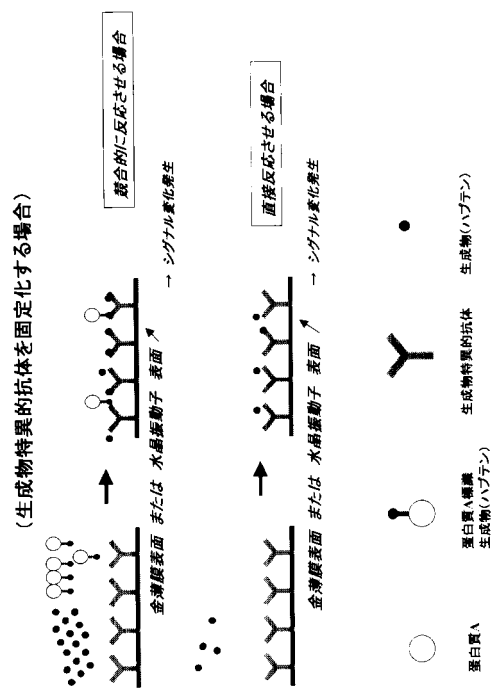 (生成物特異的抗体を固定化する場合)
競合的に反応させる場合
金薄膜表面 または 水晶振動子 表面
→ シグナル変化発生
直接反応させる場合
金薄膜表面 または 水晶振動子 表面
→ シグナル変化発生
蛋白質A
蛋白質A標識
生成物(ハプテン)
生成物特異的抗体
生成物(ハプテン)